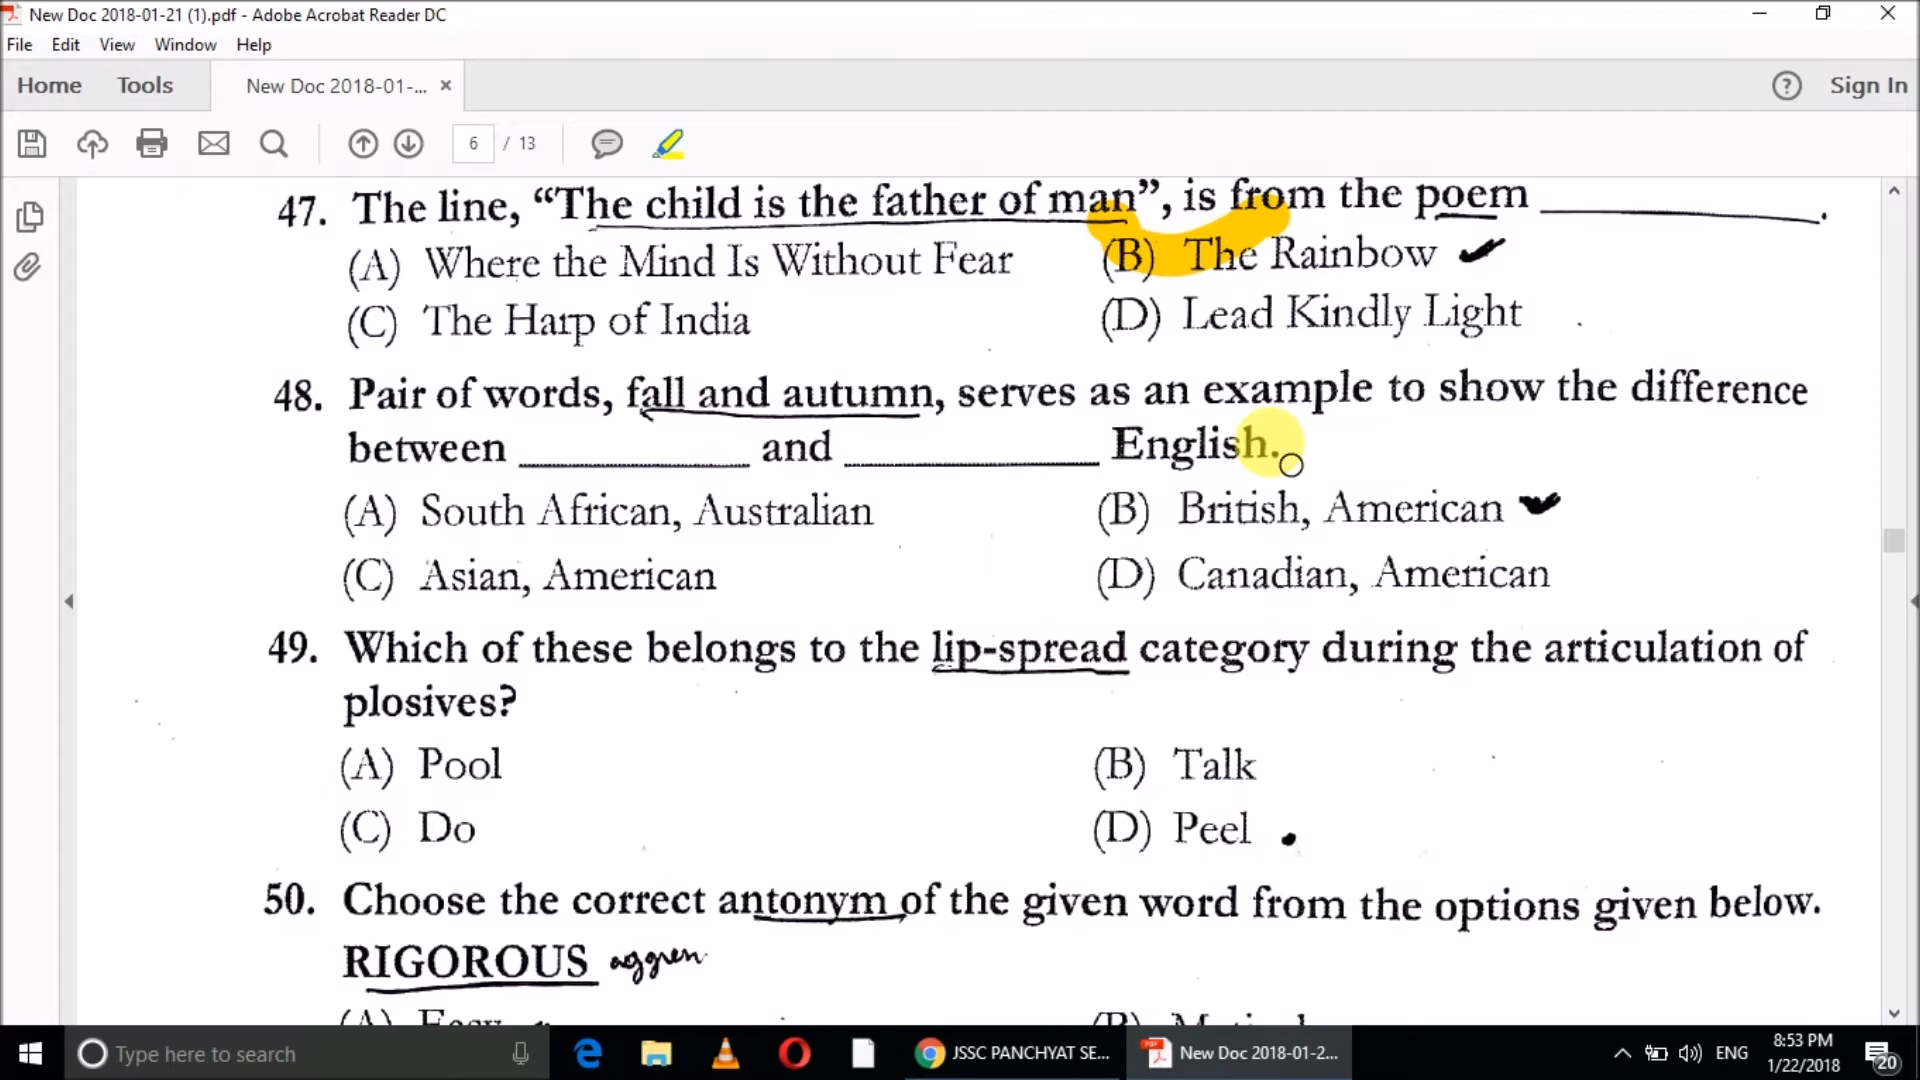 New Doc 2018-01-21 (1).pdf - Adobe Acrobat Reader DC
File Edit View Window Help
Home Tools New Doc 2018-01-... × Sign In
6 / 13
47. The line, “The child is the father of man”, is from the poem ____________.
(A) Where the Mind Is Without Fear (B) The Rainbow
(C) The Harp of India (D) Lead Kindly Light
48. Pair of words, fall and autumn, serves as an example to show the difference
between ____________ and ____________ English.
(A) South African, Australian (B) British, American
(C) Asian, American (D) Canadian, American
49. Which of these belongs to the lip-spread category during the articulation of
plosives?
(A) Pool (B) Talk
(C) Do (D) Peel
50. Choose the correct antonym of the given word from the options given below.
RIGOROUS
(A) Easy (B)
Type here to search JSSC PANCHYAT SE... New Doc 2018-01-2... ENG 8:53 PM
1/22/2018 20